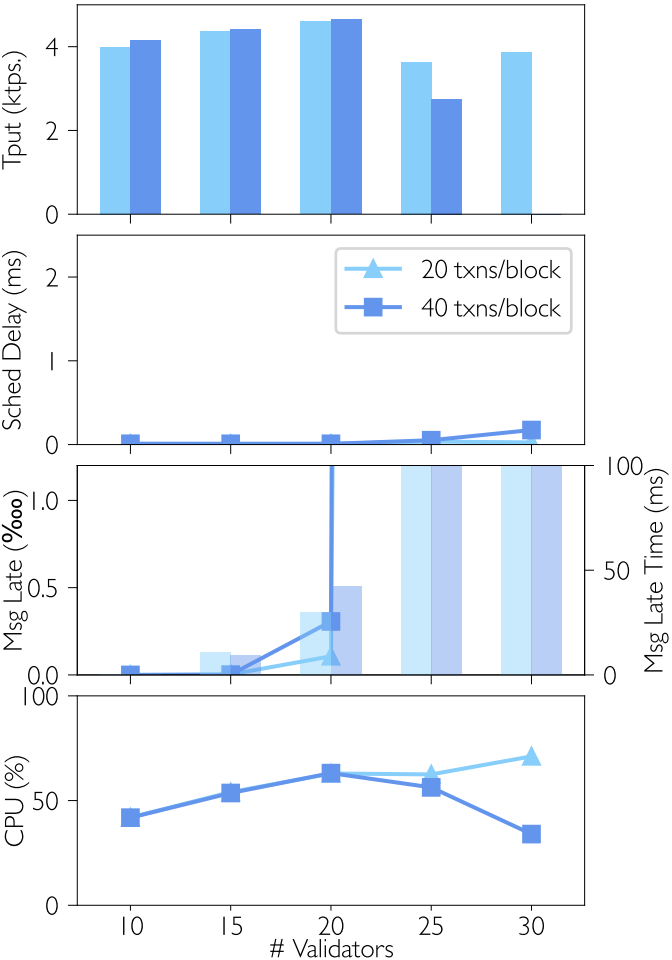 4
2
0
Tput (ktps.)
2
1
0
Sched Delay (ms)
20 txns/block
40 txns/block
1.0
0.5
0.0
Msg Late (‱)
100
50
0
Msg Late Time (ms)
100
50
0
CPU (%)
10 15 20 25 30
# Validators